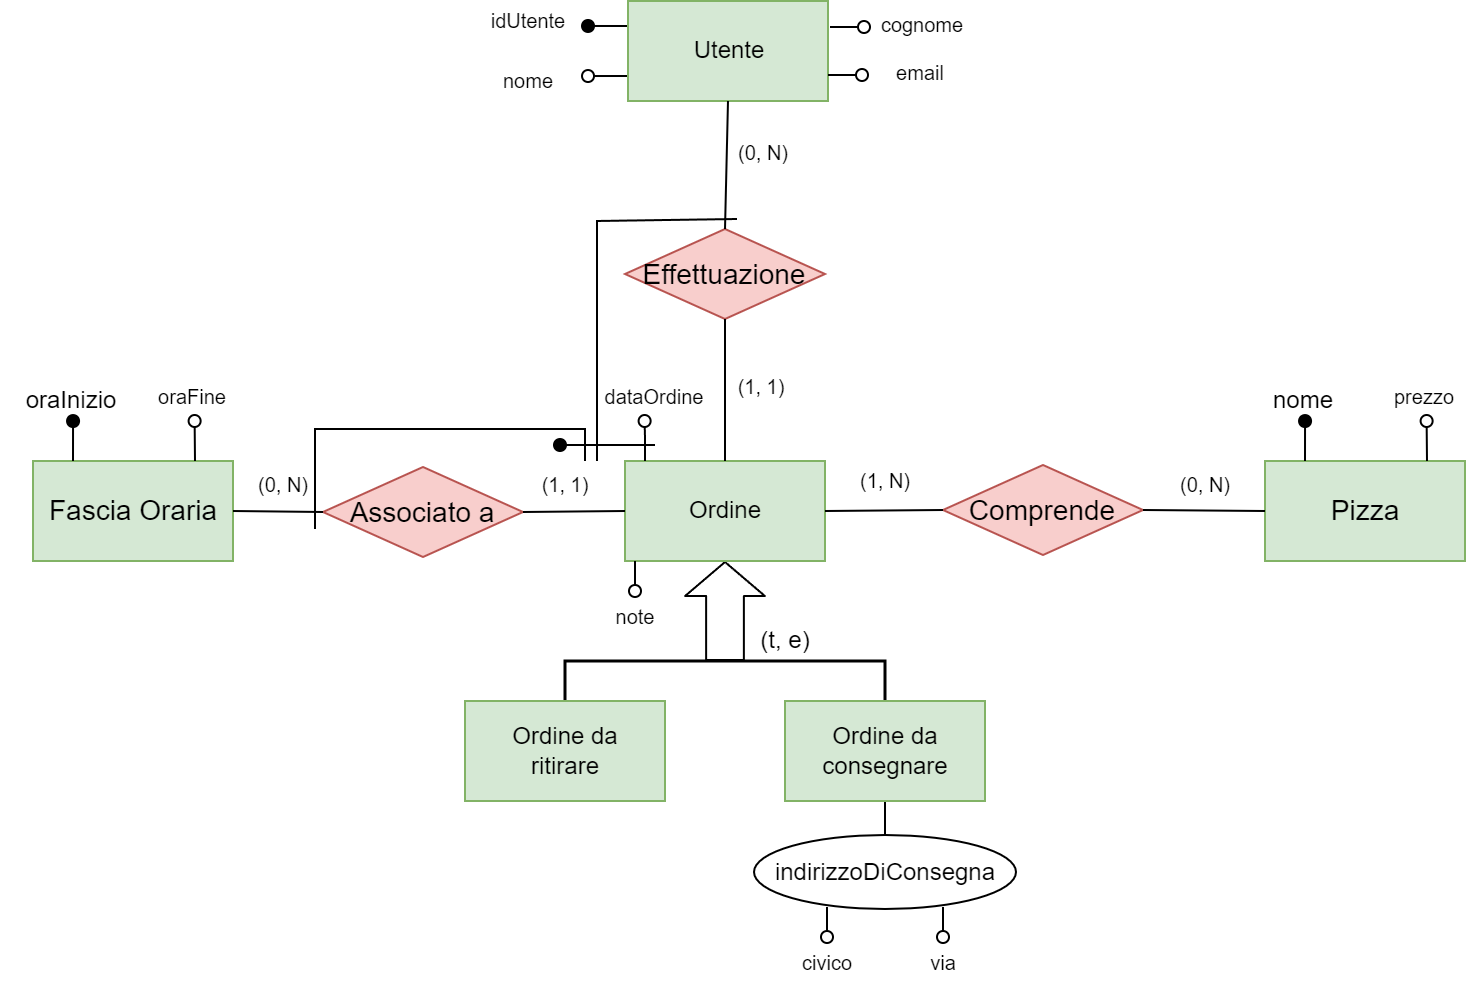 idUtente
cognome
Utente
nome
email
(0, N)
Effettuazione
(1, 1)
oraInizio
oraFine
dataOrdine
nome
prezzo
(0, N)
(1, 1)
(1, N)
(0, N)
Fascia Oraria
Associato a
Ordine
Comprende
Pizza
note
(t, e)
Ordine da
ritirare
Ordine da
consegnare
indirizzoDiConsegna
civico
via